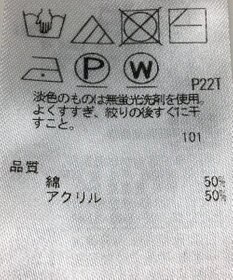 P W
P22T
淡色のものは無蛍光洗剤を使用。
よくすすぎ、絞りの後すぐに干
すこと。
101
品質
綿 50%
アクリル 50%